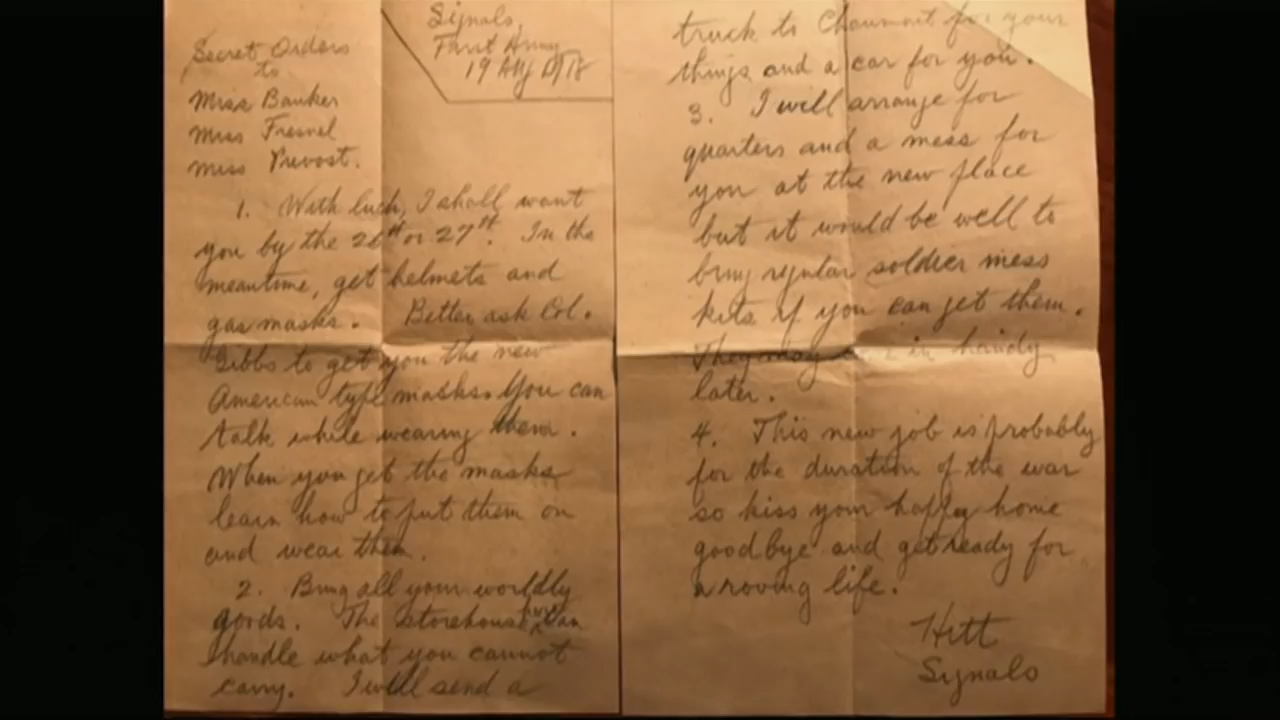 Signals,
First Army
19 Aug
Secret Orders
to
Miss Banker
Miss Fresnel
Miss Prevost.
1. With luck, I shall want
you by the 26th or 27th. In the
meantime, get helmets and
gas masks. Better ask Col.
Gibbs to get you the new
American type masks. You can
talk while wearing them.
When you get the masks
learn how to put them on
and wear them.
2. Bring all your worldly
goods. The storehouse can
handle what you cannot
carry. I will send a
truck to Chaumont for your
things and a car for you.
3. I will arrange for
quarters and a mess for
you at the new place
but it would be well to
bring regular soldier mess
kits if you can get them.
They may in handy
later.
4. This new job is probably
for the duration of the war
so kiss your happy home
goodbye and get ready for
a roving life.
Hitt
Signals